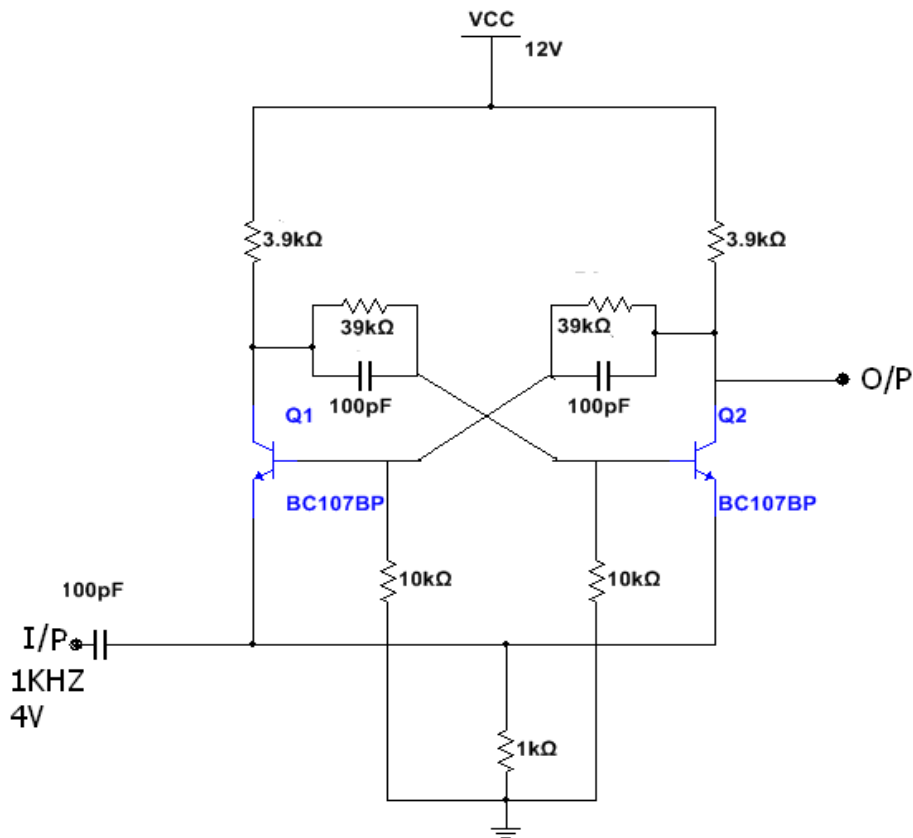 VCC
12V
3.9kΩ
3.9kΩ
39kΩ
39kΩ
100pF
100pF
O/P
Q1
Q2
BC107BP
BC107BP
10kΩ
10kΩ
100pF
I/P
1KHZ
4V
1kΩ